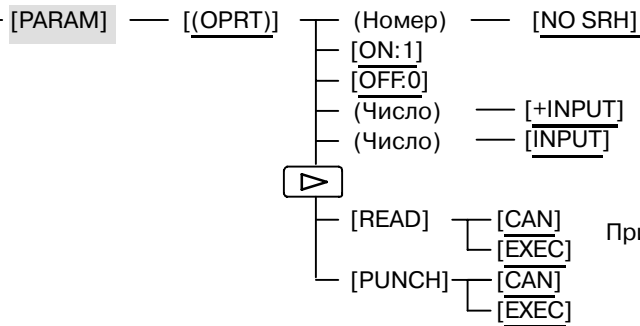 [PARAM] [(OPRT)] (Номер) [NO SRH]
[ON:1]
[OFF:0]
(Число) [+INPUT]
(Число) [INPUT]
[READ] [CAN]
При
[EXEC]
[PUNCH] [CAN]
[EXEC]